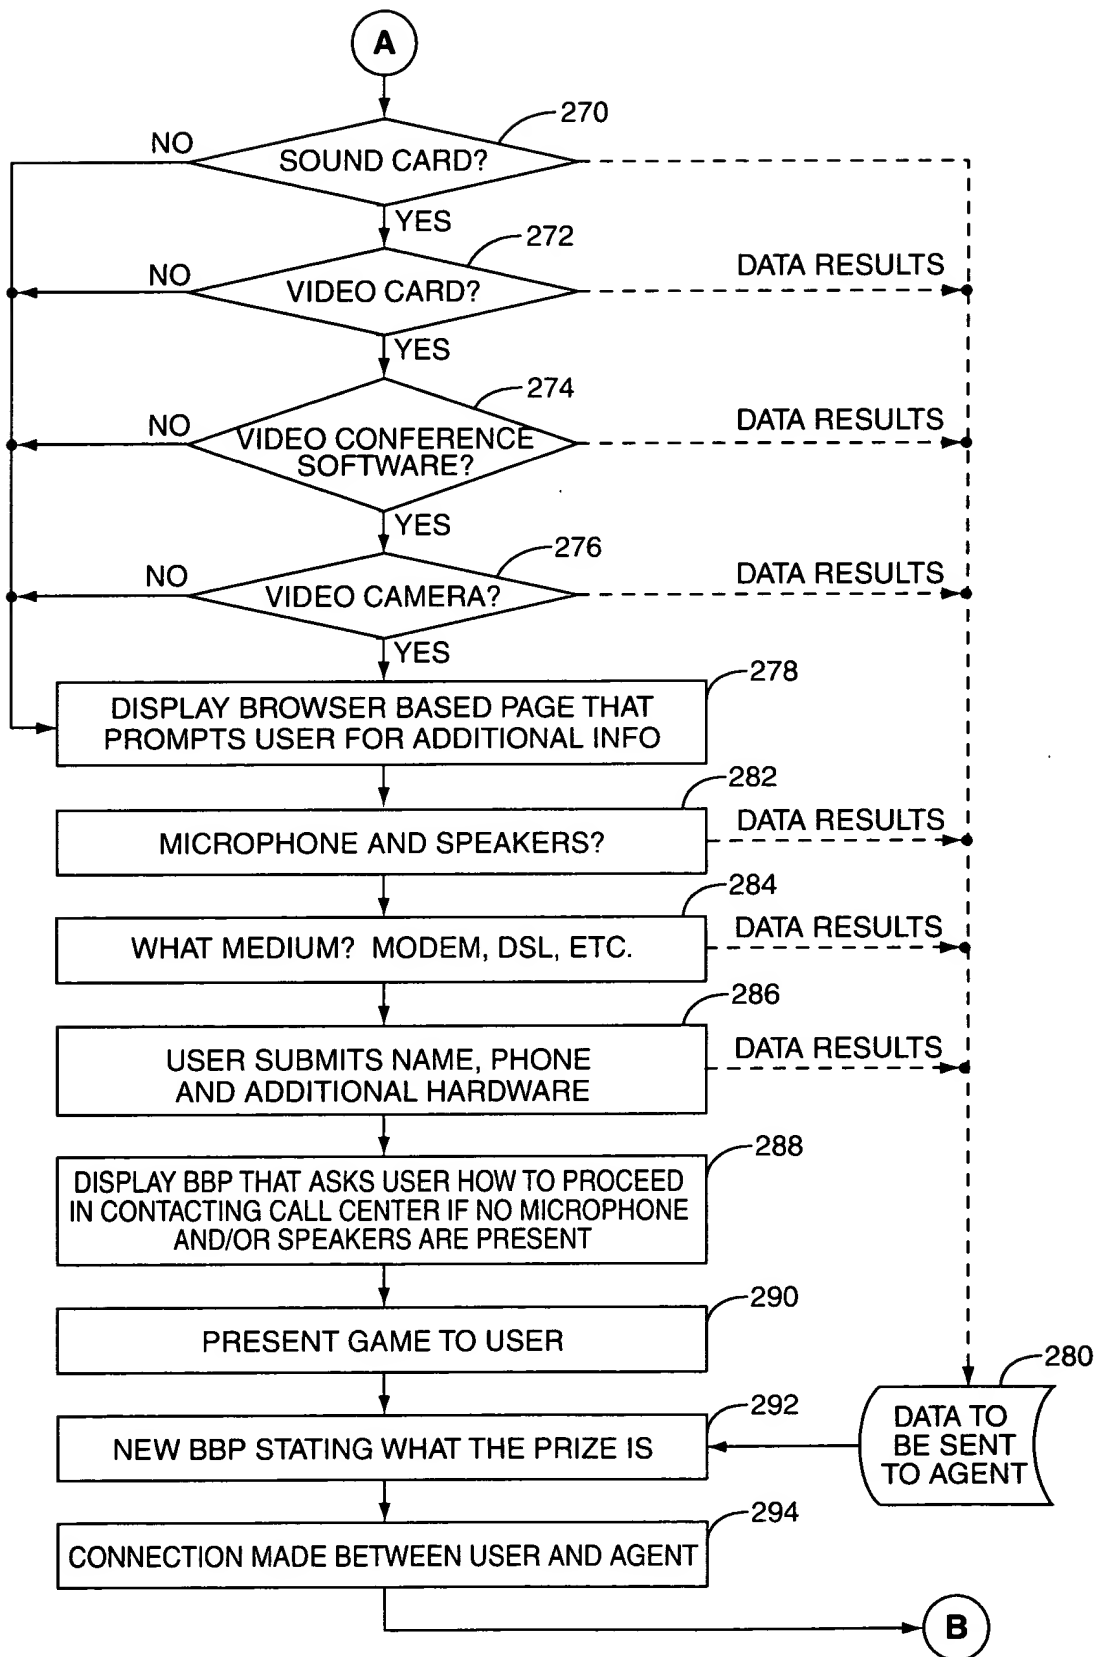 A
270
NO
SOUND CARD?
YES
272
NO
VIDEO CARD?
DATA RESULTS
YES
274
NO
VIDEO CONFERENCE
SOFTWARE?
DATA RESULTS
YES
276
NO
VIDEO CAMERA?
DATA RESULTS
YES
278
DISPLAY BROWSER BASED PAGE THAT
PROMPTS USER FOR ADDITIONAL INFO
282
MICROPHONE AND SPEAKERS?
DATA RESULTS
284
WHAT MEDIUM? MODEM, DSL, ETC.
DATA RESULTS
286
USER SUBMITS NAME, PHONE
AND ADDITIONAL HARDWARE
DATA RESULTS
288
DISPLAY BBP THAT ASKS USER HOW TO PROCEED
IN CONTACTING CALL CENTER IF NO MICROPHONE
AND/OR SPEAKERS ARE PRESENT
290
PRESENT GAME TO USER
280
DATA TO
BE SENT
TO AGENT
292
NEW BBP STATING WHAT THE PRIZE IS
294
CONNECTION MADE BETWEEN USER AND AGENT
B